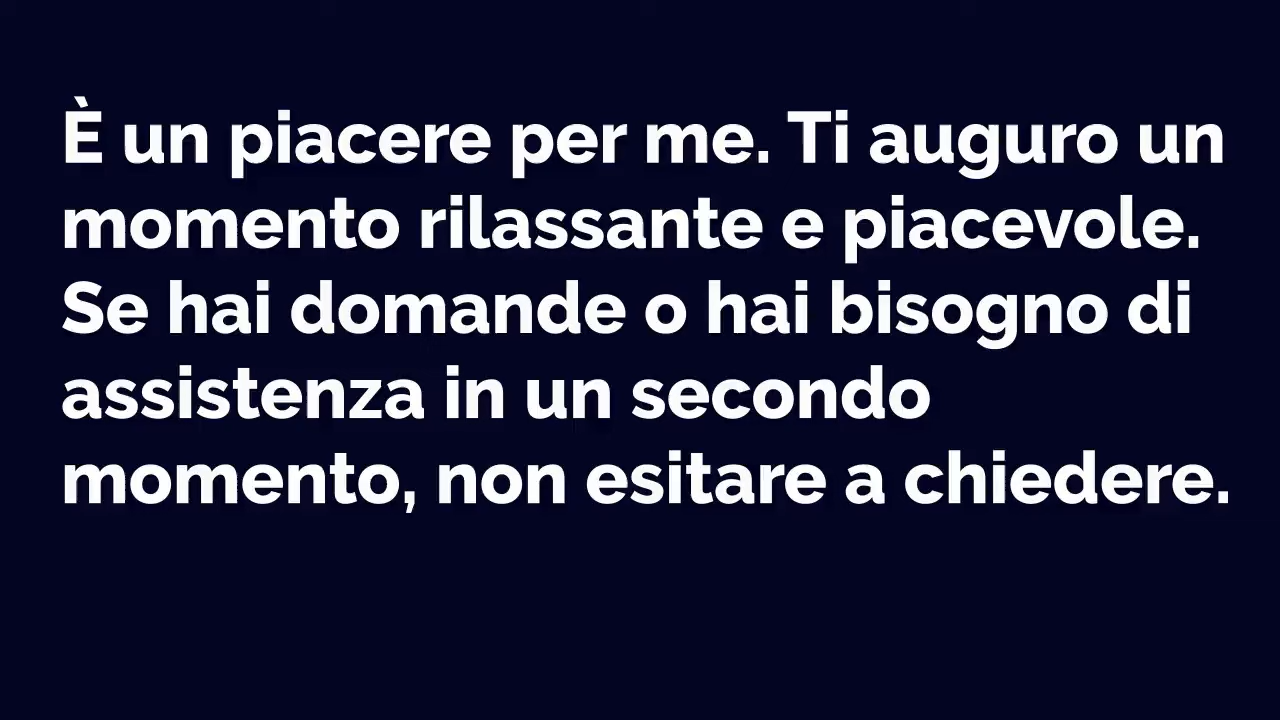 È un piacere per me. Ti auguro un
momento rilassante e piacevole.
Se hai domande o hai bisogno di
assistenza in un secondo
momento, non esitare a chiedere.